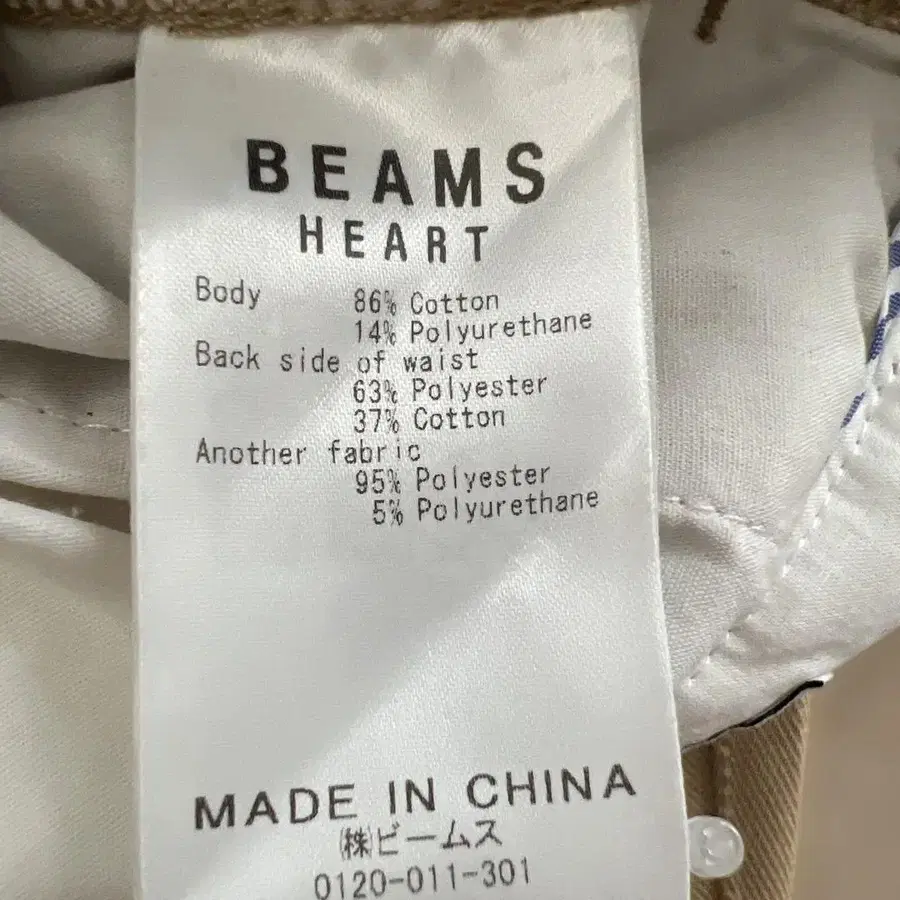 BEAMS
HEART
Body 86% Cotton
14% Polyurethane
Back side of waist
63% Polyester
37% Cotton
Another fabric
95% Polyester
5% Polyurethane
MADE IN CHINA
㈱ビームス
0120-011-301